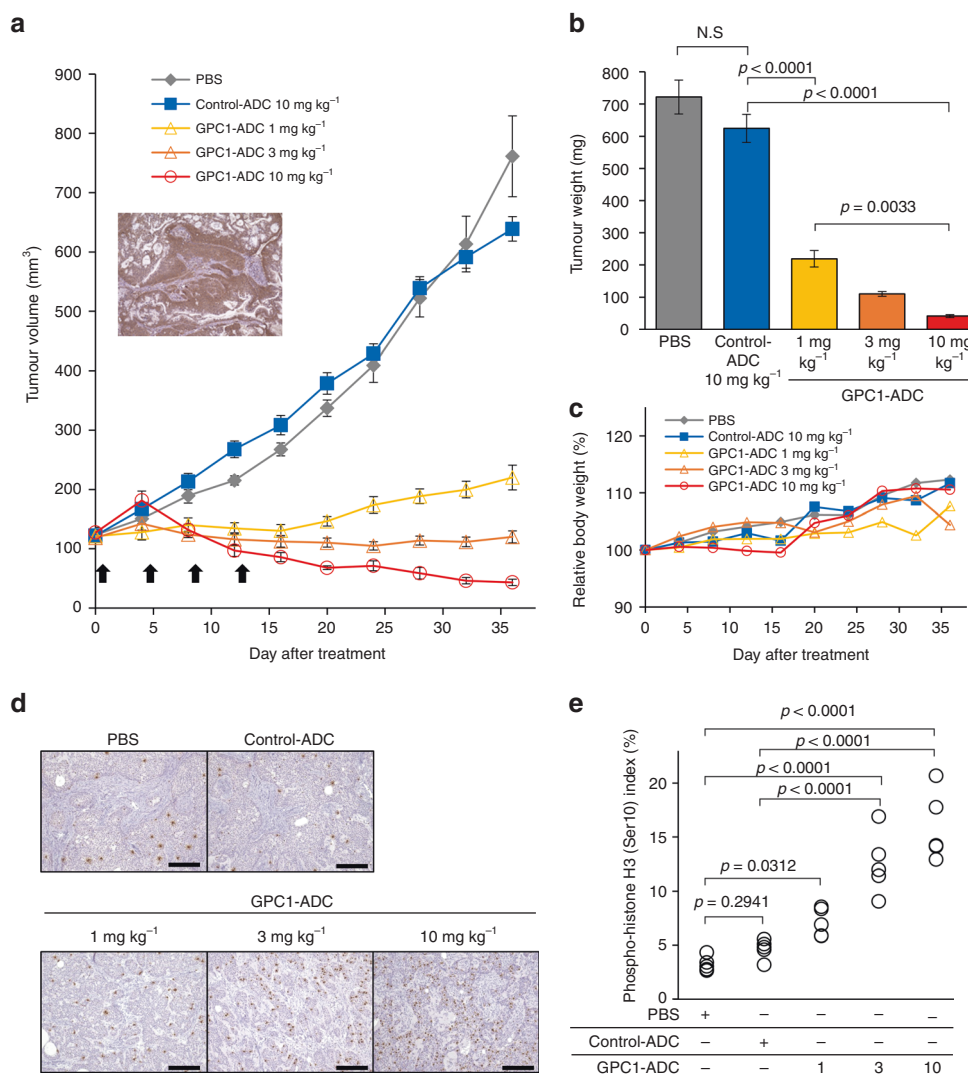 a
900
800
700
600
500
400
300
200
100
0
Tumour volume (mm³)
PBS
Control-ADC 10 mg kg⁻¹
GPC1-ADC 1 mg kg⁻¹
GPC1-ADC 3 mg kg⁻¹
GPC1-ADC 10 mg kg⁻¹
0 5 10 15 20 25 30 35
Day after treatment
b
N.S
p < 0.0001
p < 0.0001
p = 0.0033
800
700
600
500
400
300
200
100
0
Tumour weight (mg)
PBS
Control-
ADC
10 mg kg⁻¹
1 mg
kg⁻¹
3 mg
kg⁻¹
10 mg
kg⁻¹
GPC1-ADC
c
120
110
100
90
Relative body weight (%)
PBS
Control-ADC 10 mg kg⁻¹
GPC1-ADC 1 mg kg⁻¹
GPC1-ADC 3 mg kg⁻¹
GPC1-ADC 10 mg kg⁻¹
0 5 10 15 20 25 30 35
Day after treatment
d
PBS Control-ADC
GPC1-ADC
1 mg kg⁻¹ 3 mg kg⁻¹ 10 mg kg⁻¹
e
p < 0.0001
p < 0.0001
p < 0.0001
p < 0.0001
p = 0.0312
p = 0.2941
20
15
10
5
0
Phospho-histone H3 (Ser10) index (%)
PBS + – – – –
Control-ADC – + – – –
GPC1-ADC – – 1 3 10